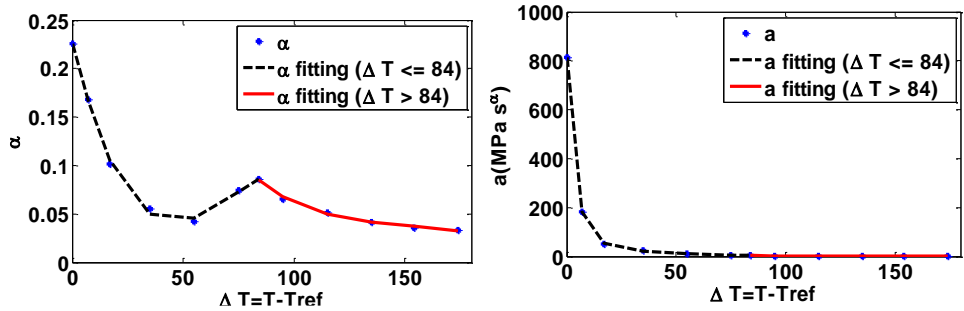 0.25
0.2
0.15
0.1
0.05
0
α
0
50
100
150
Δ T=T-Tref
α
α fitting (Δ T <= 84)
α fitting (Δ T > 84)
1000
800
600
400
200
0
a(MPa s^α)
0
50
100
150
Δ T=T-Tref
a
a fitting (Δ T <= 84)
a fitting (Δ T > 84)